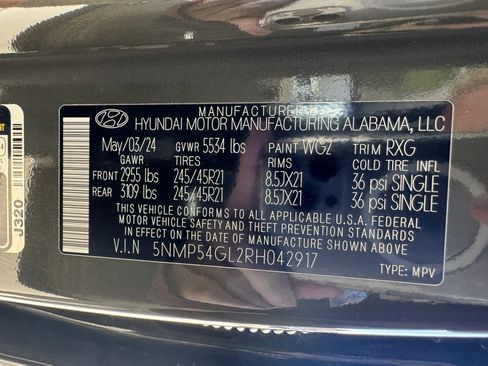 MANUFACTURED BY
HYUNDAI MOTOR MANUFACTURING ALABAMA, LLC
May/03/24 GVWR 5534 lbs PAINT WG2 TRIM RXG
GAWR TIRES RIMS COLD TIRE INFL
FRONT 2955 lbs 245/45R21 8.5JX21 36 psi SINGLE
REAR 3109 lbs 245/45R21 8.5JX21 36 psi SINGLE
THIS VEHICLE CONFORMS TO ALL APPLICABLE U.S.A. FEDERAL
MOTOR VEHICLE SAFETY AND THEFT PREVENTION STANDARDS
IN EFFECT ON THE DATE OF MANUFACTURE SHOWN ABOVE.
V.I.N 5NMP54GL2RH042917
TYPE: MPV
J320